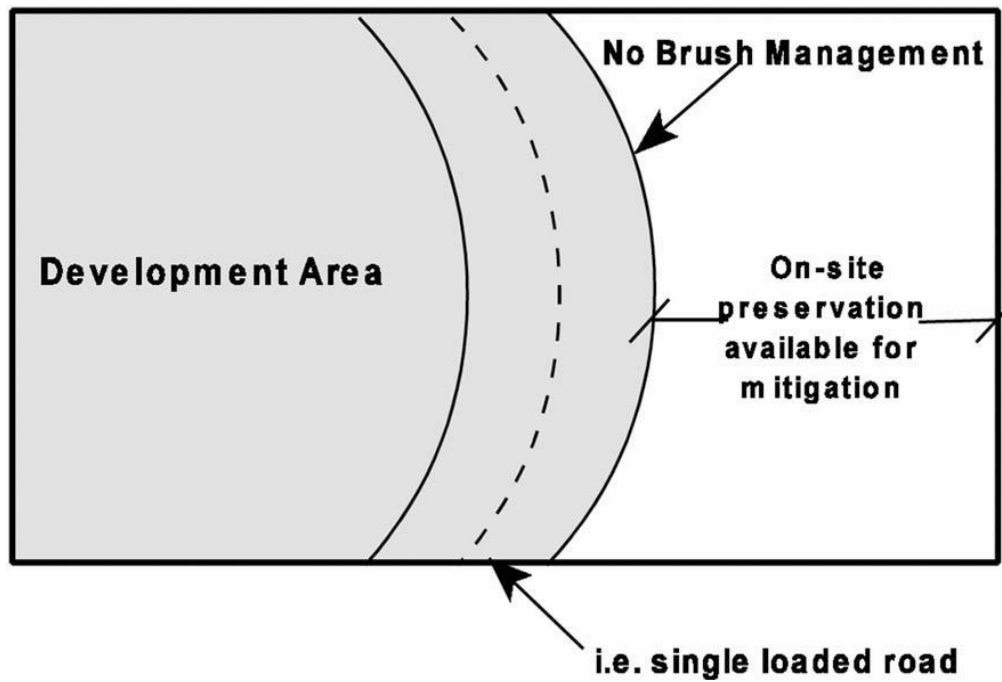 No Brush Management
Development Area
On-site
preservation
available for
mitigation
i.e. single loaded road